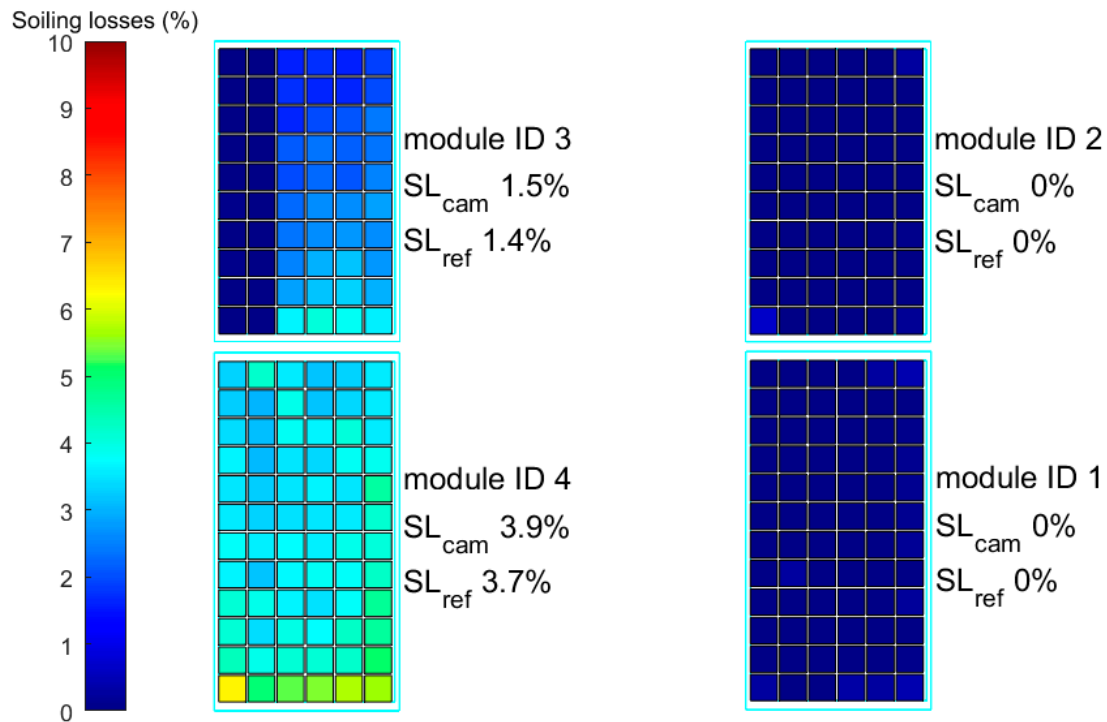 Soiling losses (%)
10
9
8
7
6
5
4
3
2
1
0
module ID 3
SLcam 1.5%
SLref 1.4%
module ID 2
SLcam 0%
SLref 0%
module ID 4
SLcam 3.9%
SLref 3.7%
module ID 1
SLcam 0%
SLref 0%